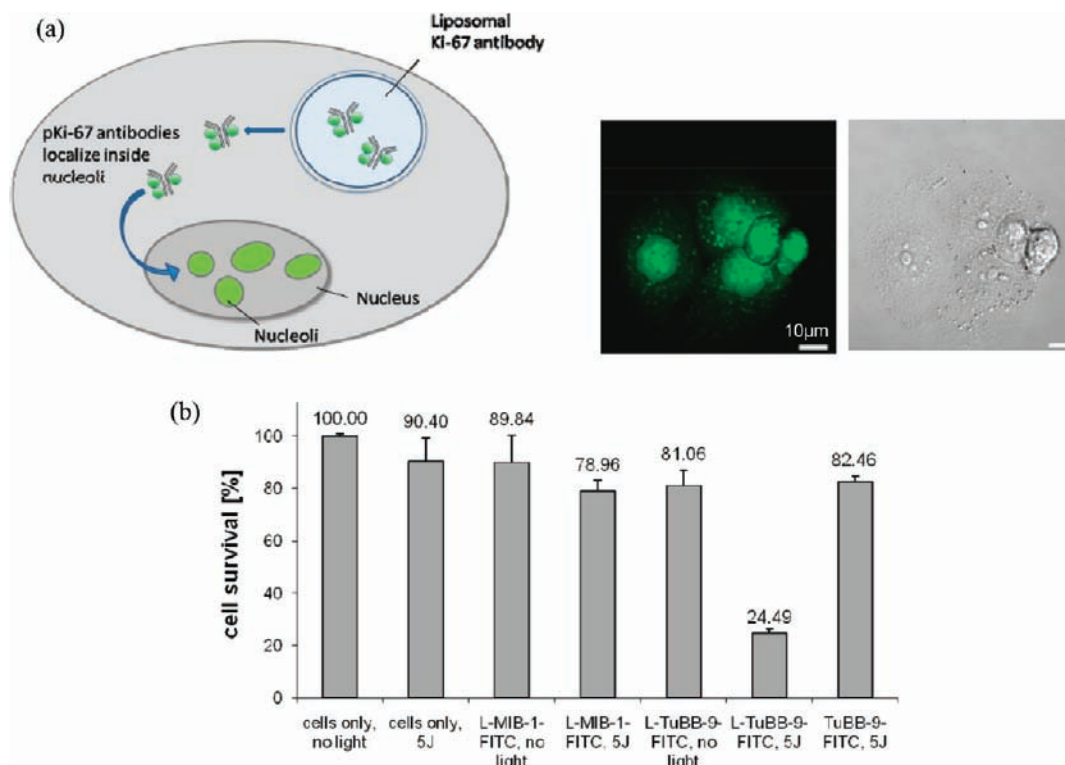 (a)
Liposomal
Ki-67 antibody
pKi-67 antibodies
localize inside
nucleoli
Nucleus
Nucleoli
10μm
(b)
cell survival [%]
100
80
60
40
20
0
100.00
90.40
89.84
78.96
81.06
24.49
82.46
cells only,
no light
cells only,
5J
L-MIB-1-
FITC, no
light
L-MIB-1-
FITC, 5J
L-TuBB-9-
FITC, no
light
L-TuBB-9-
FITC, 5J
TuBB-9-
FITC, 5J